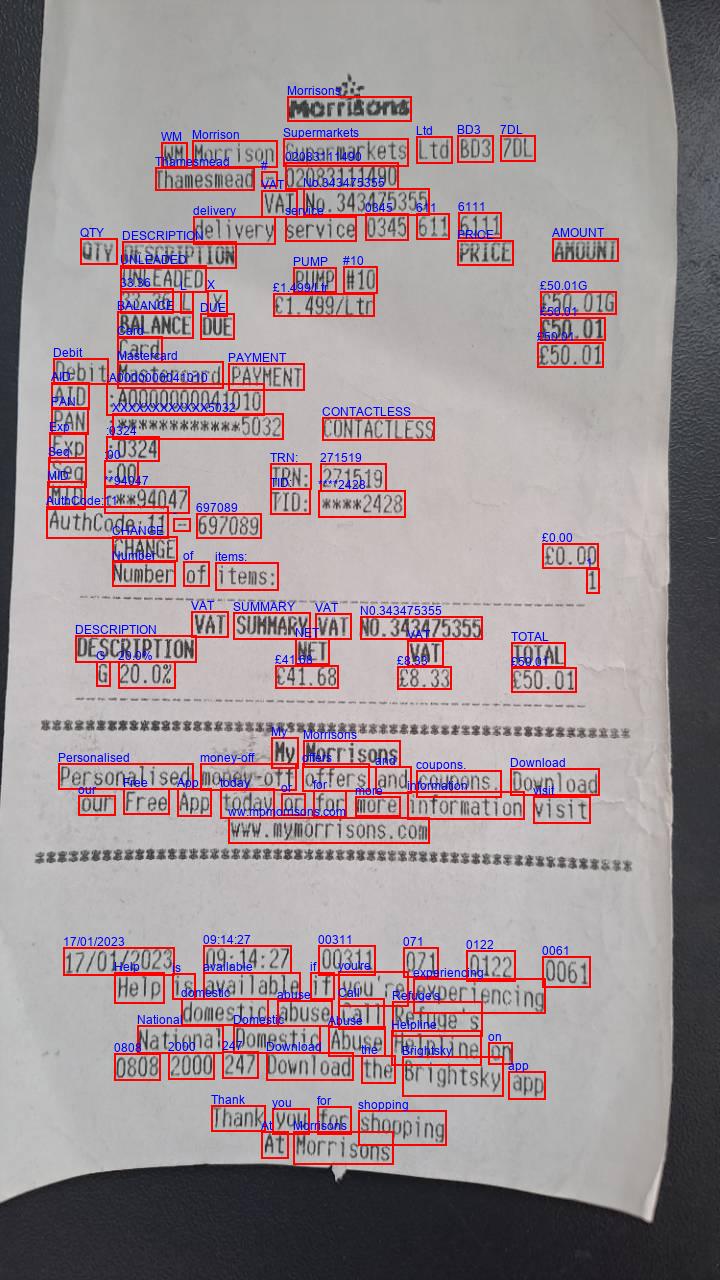 Morrisons
WM Morrison Supermarkets Ltd BD3 7DL
Thamesmead - 02083111490
VAT No.343475355
delivery service 0345 611 6111
QTY DESCRIPTION PRICE AMOUNT
UNLEADED PUMP #10 £50.01G
33.36 L X £1.499/Ltr
BALANCE DUE £50.01
Card £50.01
Debit Mastercard PAYMENT
AID :A0000000041010
PAN :************5032 CONTACTLESS
Exp :0324
Seq :00 TRN: 271519
MID :**94047 TID: ****2428
AuthCode:11 - 697089
CHANGE £0.00
Number of items: 1
VAT SUMMARY VAT N0.343475355
DESCRIPTION NET VAT TOTAL
G 20.0% £41.68 £8.33 £50.01
My Morrisons
Personalised money-off offers and coupons. Download
our Free App today or for more information visit
www.mymorrisons.com
17/01/2023 09:14:27 00311 071 0122 0061
Help is available if you're experiencing
domestic abuse Call Refuge's
National Domestic Abuse Helpline on
0808 2000 247 Download the Brightsky app
Thank you for shopping
At Morrisons